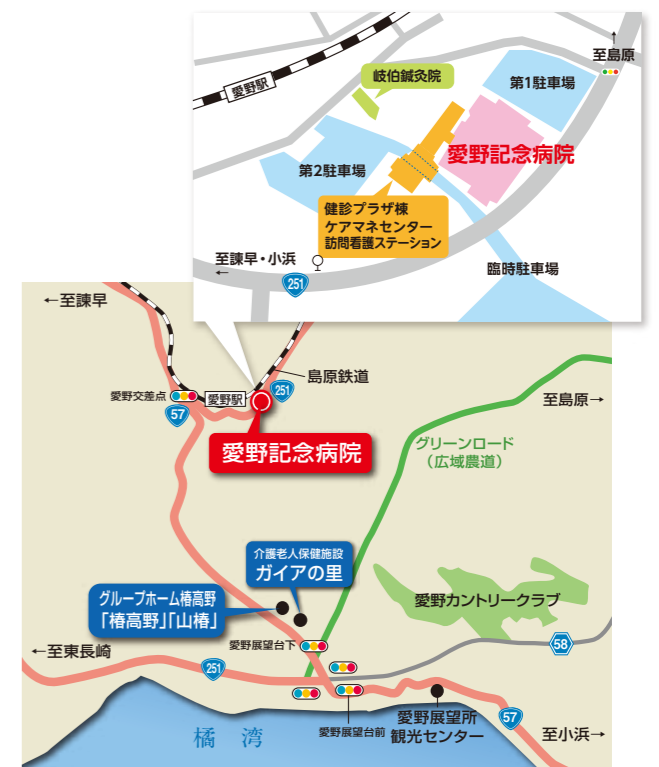 ↑
至島原
愛野駅
岐伯鍼灸院
第1駐車場
愛野記念病院
第2駐車場
健診プラザ棟
ケアマネセンター
訪問看護ステーション
至諫早・小浜
←
251
臨時駐車場
←至諫早
島原鉄道
愛野交差点
愛野駅
251
57
至島原→
愛野記念病院
グリーンロード
(広域農道)
介護老人保健施設
ガイアの里
グループホーム椿高野
「椿高野」「山椿」
愛野カントリークラブ
愛野展望台下
58
←至東長崎
251
愛野展望台前
愛野展望所
観光センター
57
橘 湾
至小浜→